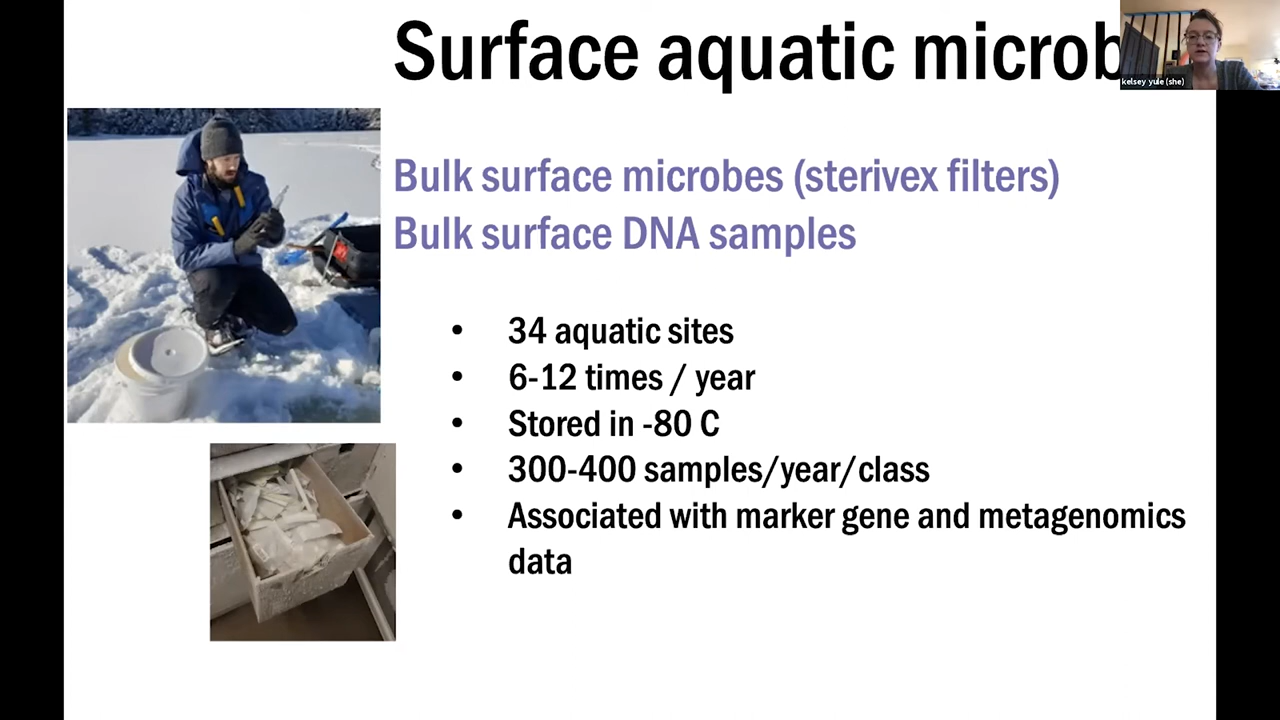 Surface aquatic microb
kelsey yule (she)
Bulk surface microbes (sterivex filters)
Bulk surface DNA samples
• 34 aquatic sites
• 6-12 times / year
• Stored in -80 C
• 300-400 samples/year/class
• Associated with marker gene and metagenomics
data